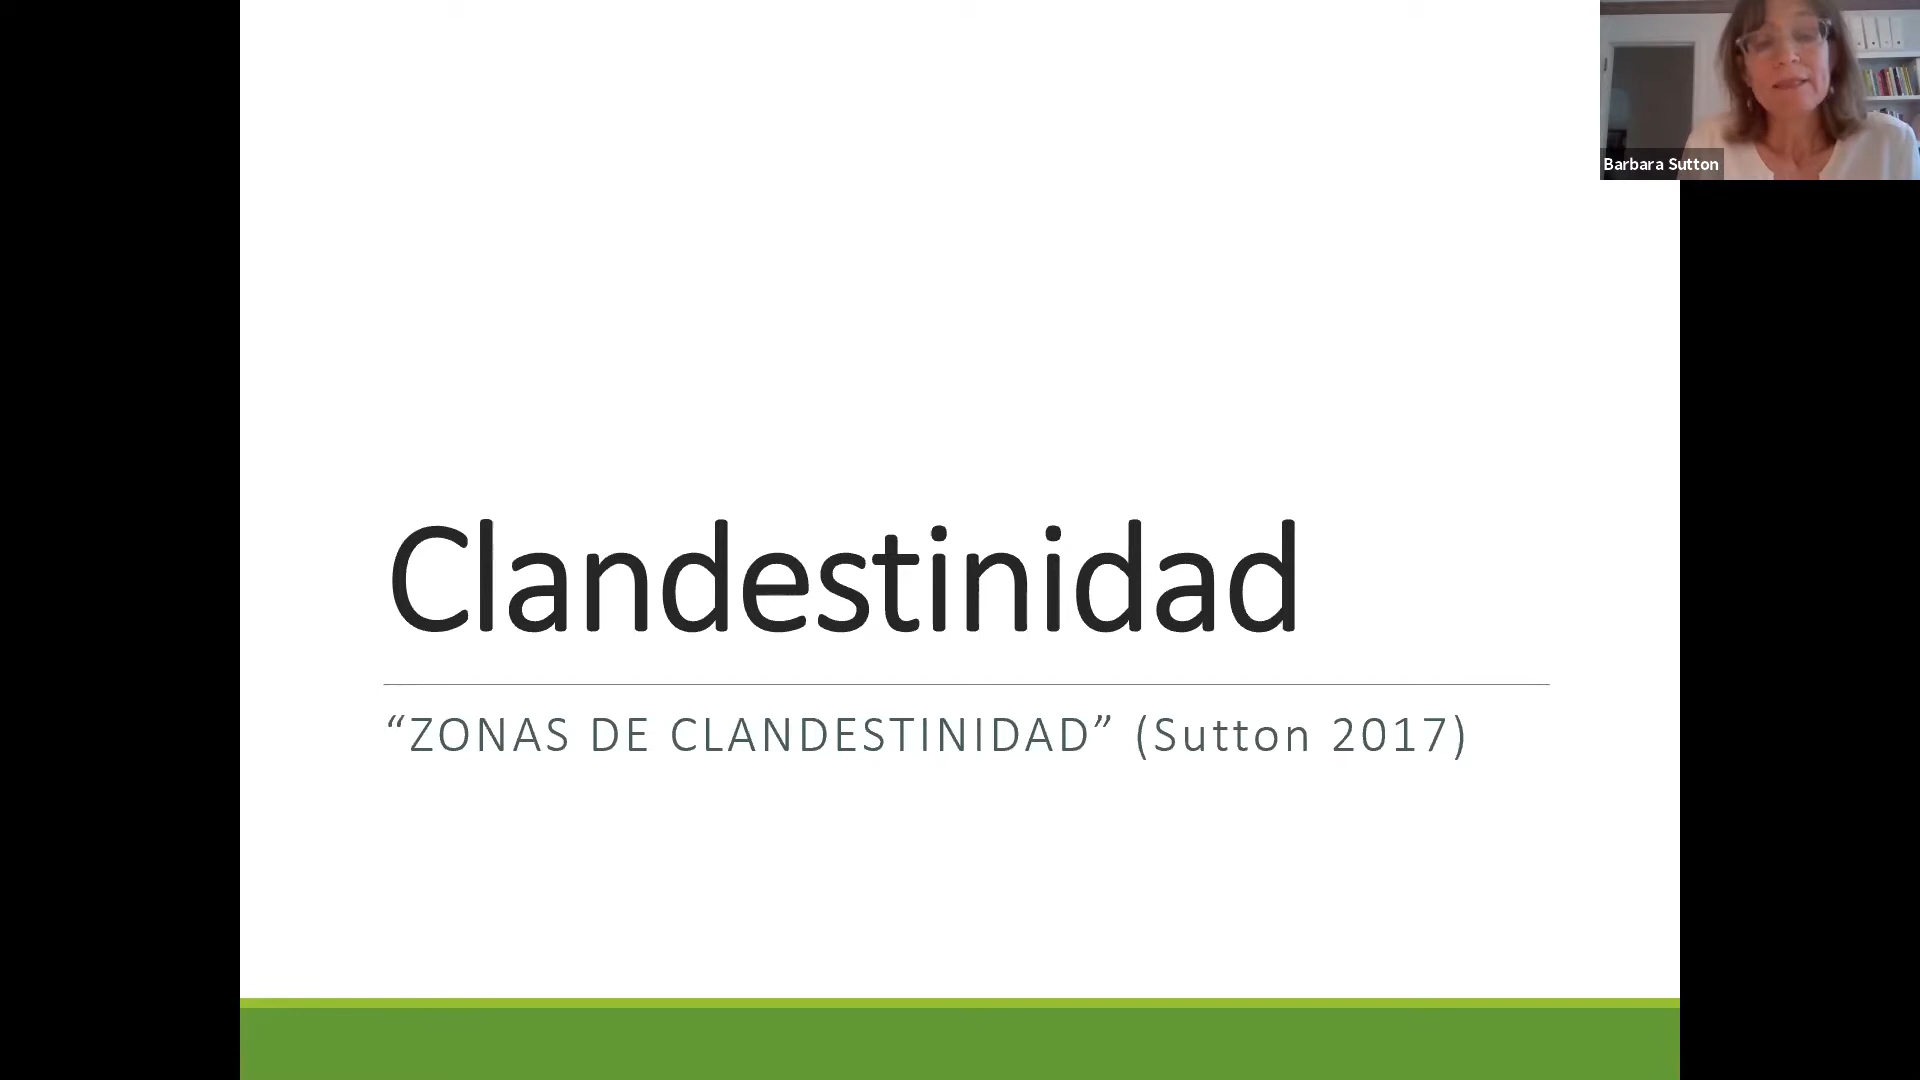 Barbara Sutton
Clandestinidad
“ZONAS DE CLANDESTINIDAD” (Sutton 2017)